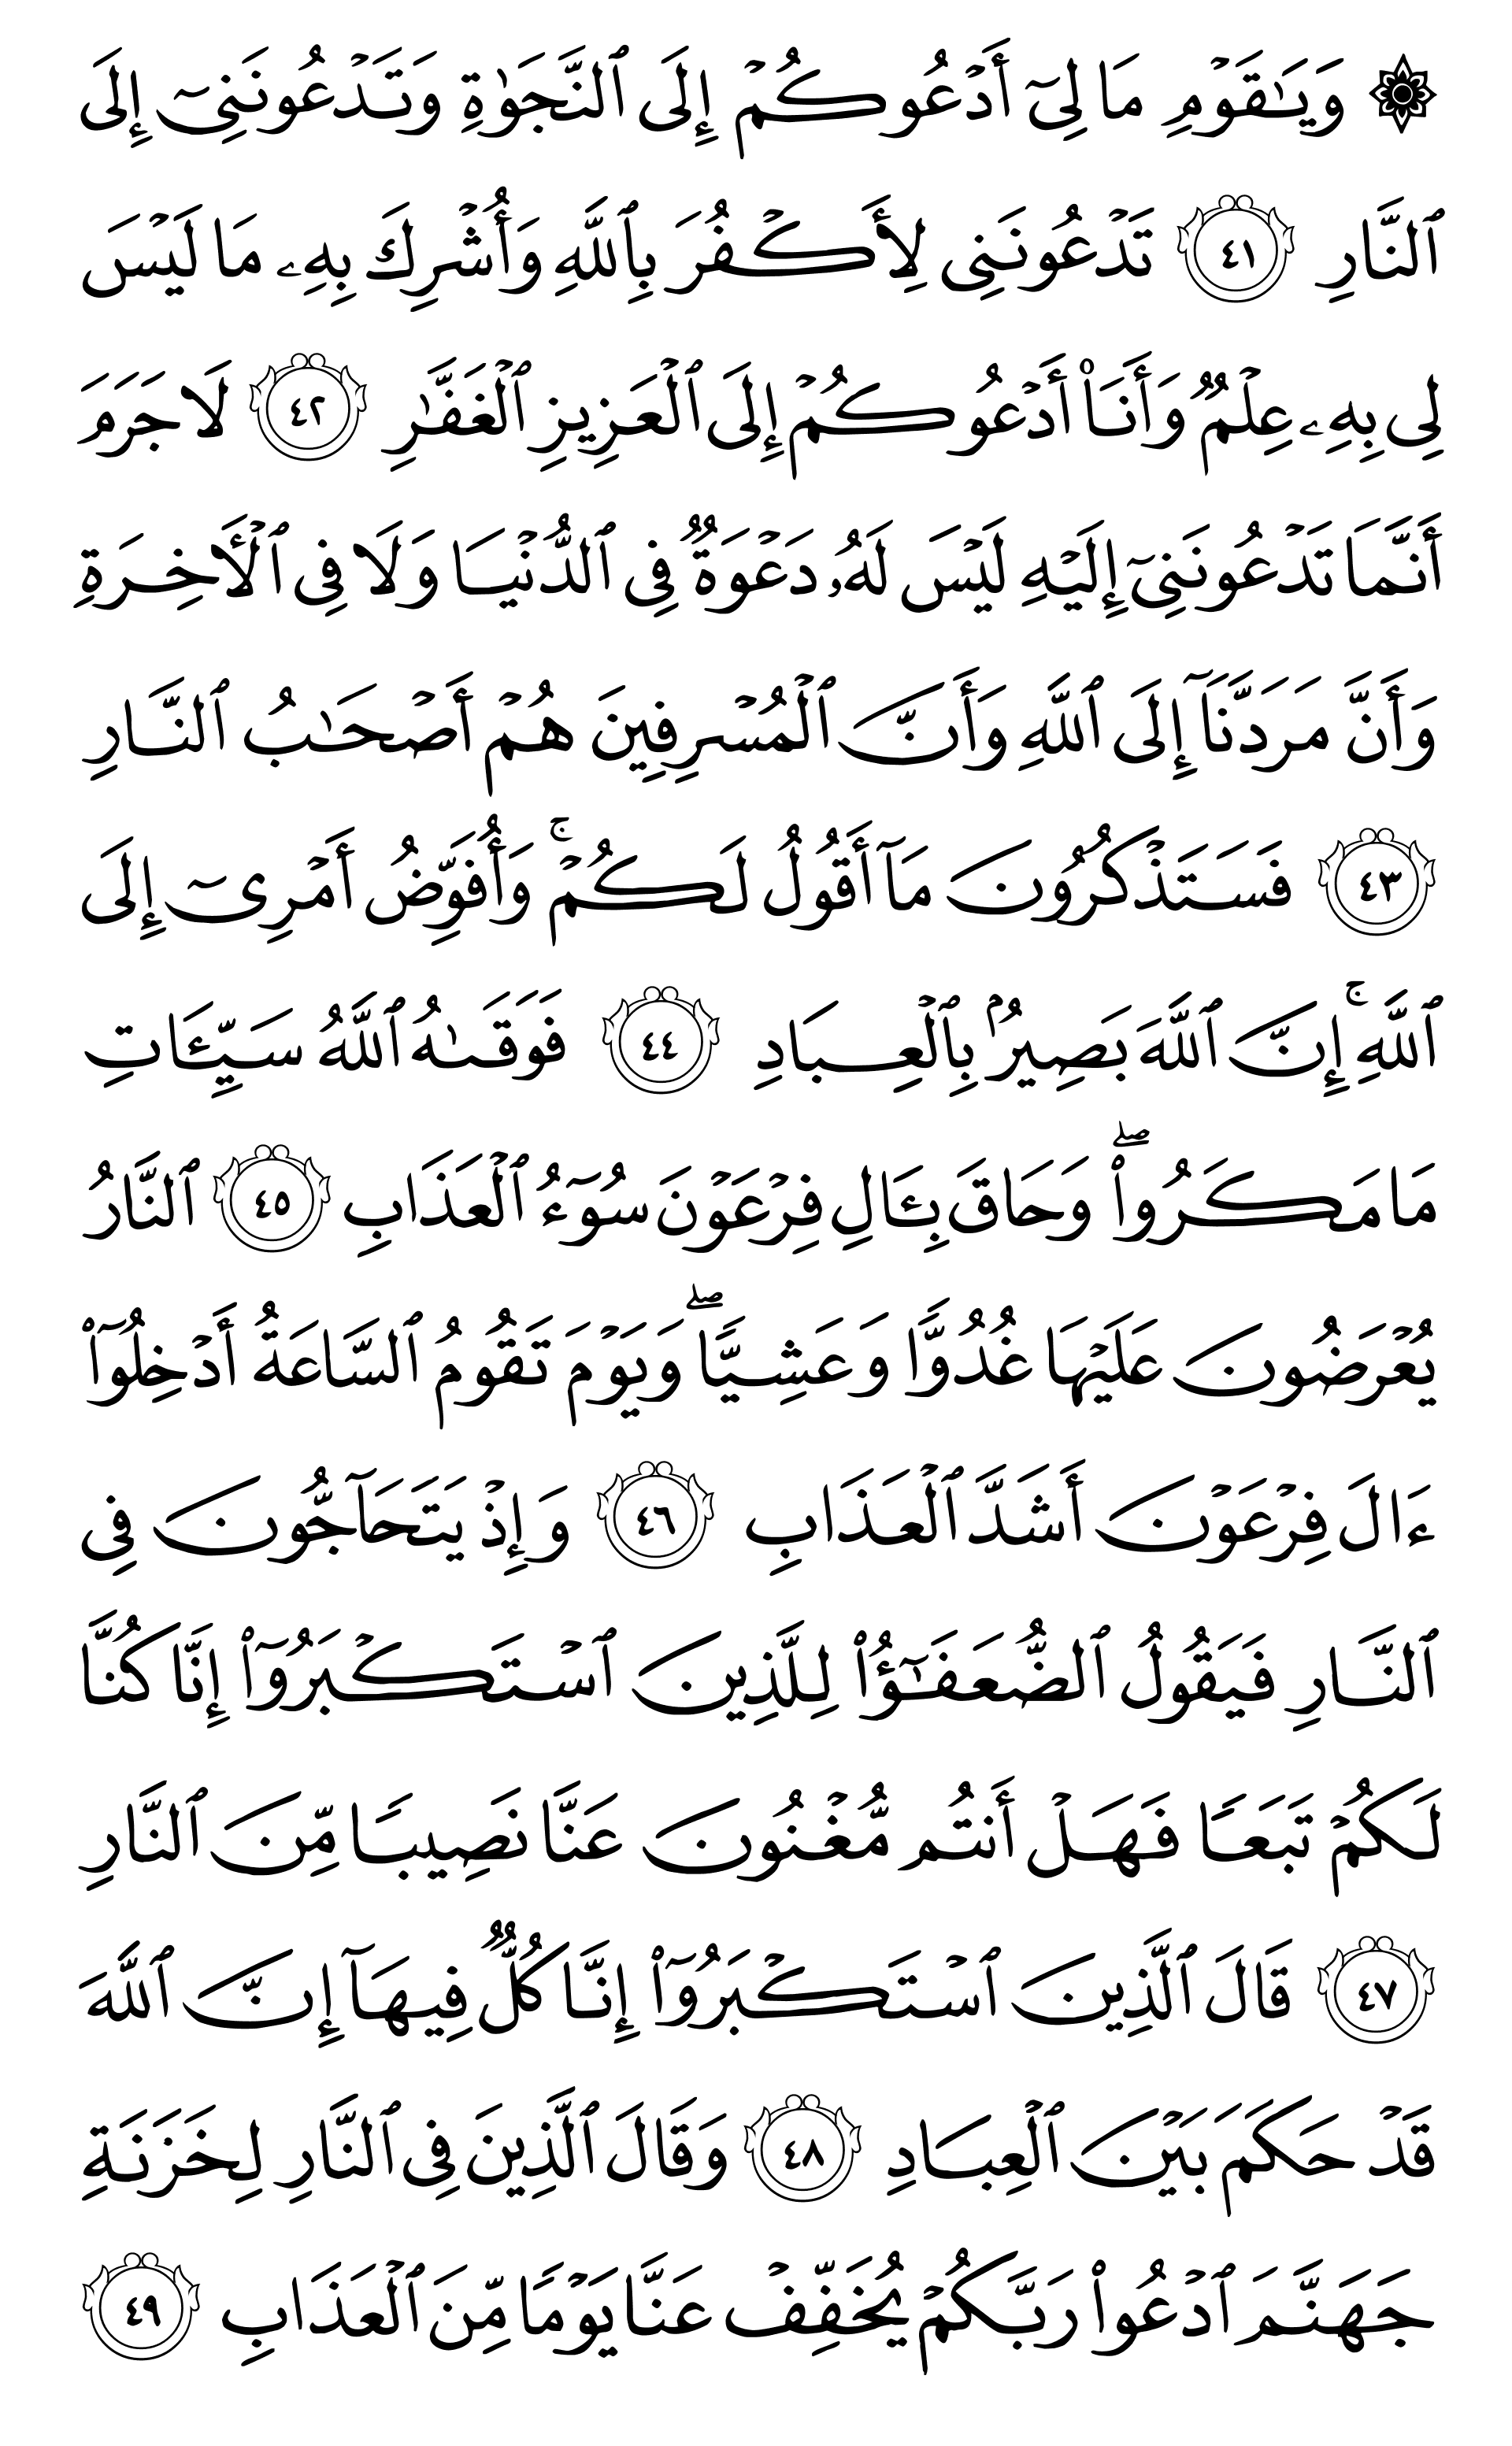 ۞ وَيَٰقَوۡمِ مَا لِيٓ أَدۡعُوكُمۡ إِلَى ٱلنَّجَوٰةِ وَتَدۡعُونَنِيٓ إِلَى
ٱلنَّارِ ٤١ تَدۡعُونَنِي لِأَكۡفُرَ بِٱللَّهِ وَأُشۡرِكَ بِهِۦ مَا لَيۡسَ
لِي بِهِۦ عِلۡمٞ وَأَنَا۠ أَدۡعُوكُمۡ إِلَى ٱلۡعَزِيزِ ٱلۡغَفَّٰرِ ٤٢ لَا جَرَمَ
أَنَّمَا تَدۡعُونَنِيٓ إِلَيۡهِ لَيۡسَ لَهُۥ دَعۡوَةٞ فِي ٱلدُّنۡيَا وَلَا فِي ٱلۡأٓخِرَةِ
وَأَنَّ مَرَدَّنَآ إِلَى ٱللَّهِ وَأَنَّ ٱلۡمُسۡرِفِينَ هُمۡ أَصۡحَٰبُ ٱلنَّارِ
٤٣ فَسَتَذۡكُرُونَ مَآ أَقُولُ لَكُمۡۚ وَأُفَوِّضُ أَمۡرِيٓ إِلَى
ٱللَّهِۚ إِنَّ ٱللَّهَ بَصِيرُۢ بِٱلۡعِبَادِ ٤٤ فَوَقَىٰهُ ٱللَّهُ سَيِّـَٔاتِ
مَا مَكَرُواْۖ وَحَاقَ بِـَٔالِ فِرۡعَوۡنَ سُوٓءُ ٱلۡعَذَابِ ٤٥ ٱلنَّارُ
يُعۡرَضُونَ عَلَيۡهَا غُدُوّٗا وَعَشِيّٗاۖ وَيَوۡمَ تَقُومُ ٱلسَّاعَةُ أَدۡخِلُوٓاْ
ءَالَ فِرۡعَوۡنَ أَشَدَّ ٱلۡعَذَابِ ٤٦ وَإِذۡ يَتَحَآجُّونَ فِي
ٱلنَّارِ فَيَقُولُ ٱلضُّعَفَٰٓؤُاْ لِلَّذِينَ ٱسۡتَكۡبَرُوٓاْ إِنَّا كُنَّا
لَكُمۡ تَبَعٗا فَهَلۡ أَنتُم مُّغۡنُونَ عَنَّا نَصِيبٗا مِّنَ ٱلنَّارِ
٤٧ قَالَ ٱلَّذِينَ ٱسۡتَكۡبَرُوٓاْ إِنَّا كُلّٞ فِيهَآ إِنَّ ٱللَّهَ
قَدۡ حَكَمَ بَيۡنَ ٱلۡعِبَادِ ٤٨ وَقَالَ ٱلَّذِينَ فِي ٱلنَّارِ لِخَزَنَةِ
جَهَنَّمَ ٱدۡعُواْ رَبَّكُمۡ يُخَفِّفۡ عَنَّا يَوۡمٗا مِّنَ ٱلۡعَذَابِ ٤٩